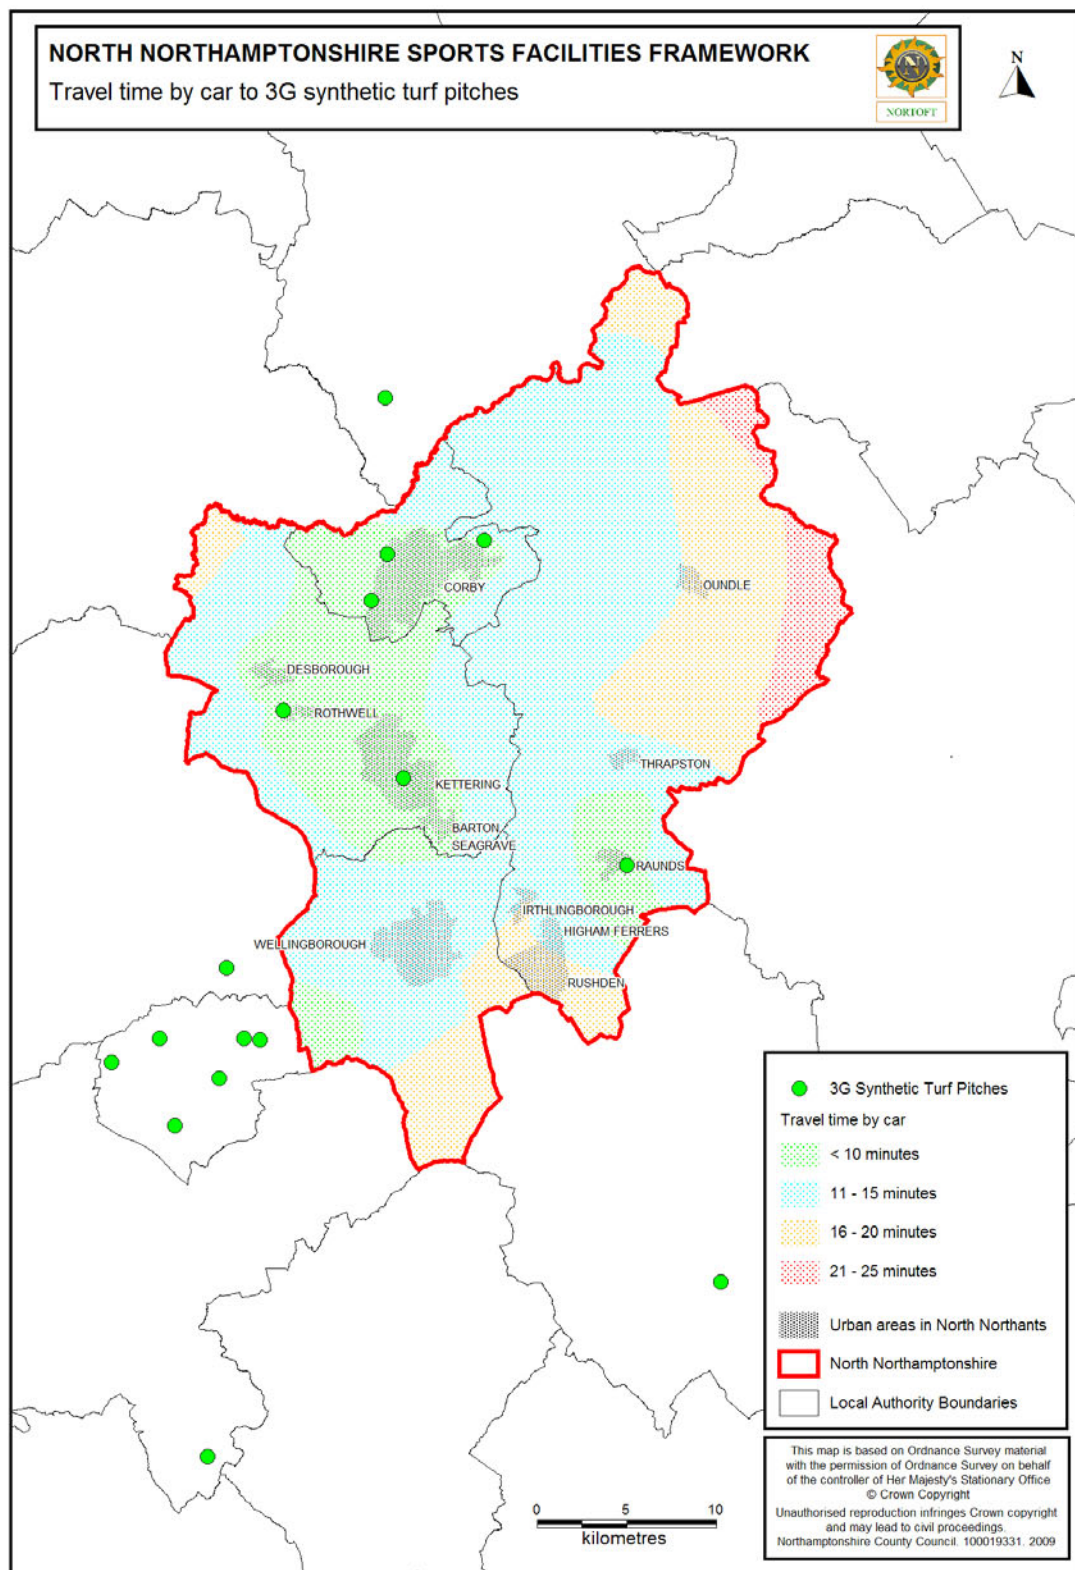 NORTH NORTHAMPTONSHIRE SPORTS FACILITIES FRAMEWORK
Travel time by car to 3G synthetic turf pitches
N
NORTOFT
N
CORBY
OUNDLE
DESBOROUGH
ROTHWELL
THRAPSTON
KETTERING
BARTON
SEAGRAVE
RAUNDS
IRTHLINGBOROUGH
HIGHAM FERRERS
WELLINGBOROUGH
RUSHDEN
3G Synthetic Turf Pitches
Travel time by car
< 10 minutes
11 - 15 minutes
16 - 20 minutes
21 - 25 minutes
Urban areas in North Northants
North Northamptonshire
Local Authority Boundaries
This map is based on Ordnance Survey material
with the permission of Ordnance Survey on behalf
of the controller of Her Majesty's Stationary Office
© Crown Copyright
Unauthorised reproduction infringes Crown copyright
and may lead to civil proceedings.
Northamptonshire County Council. 100019331. 2009
0 5 10
kilometres